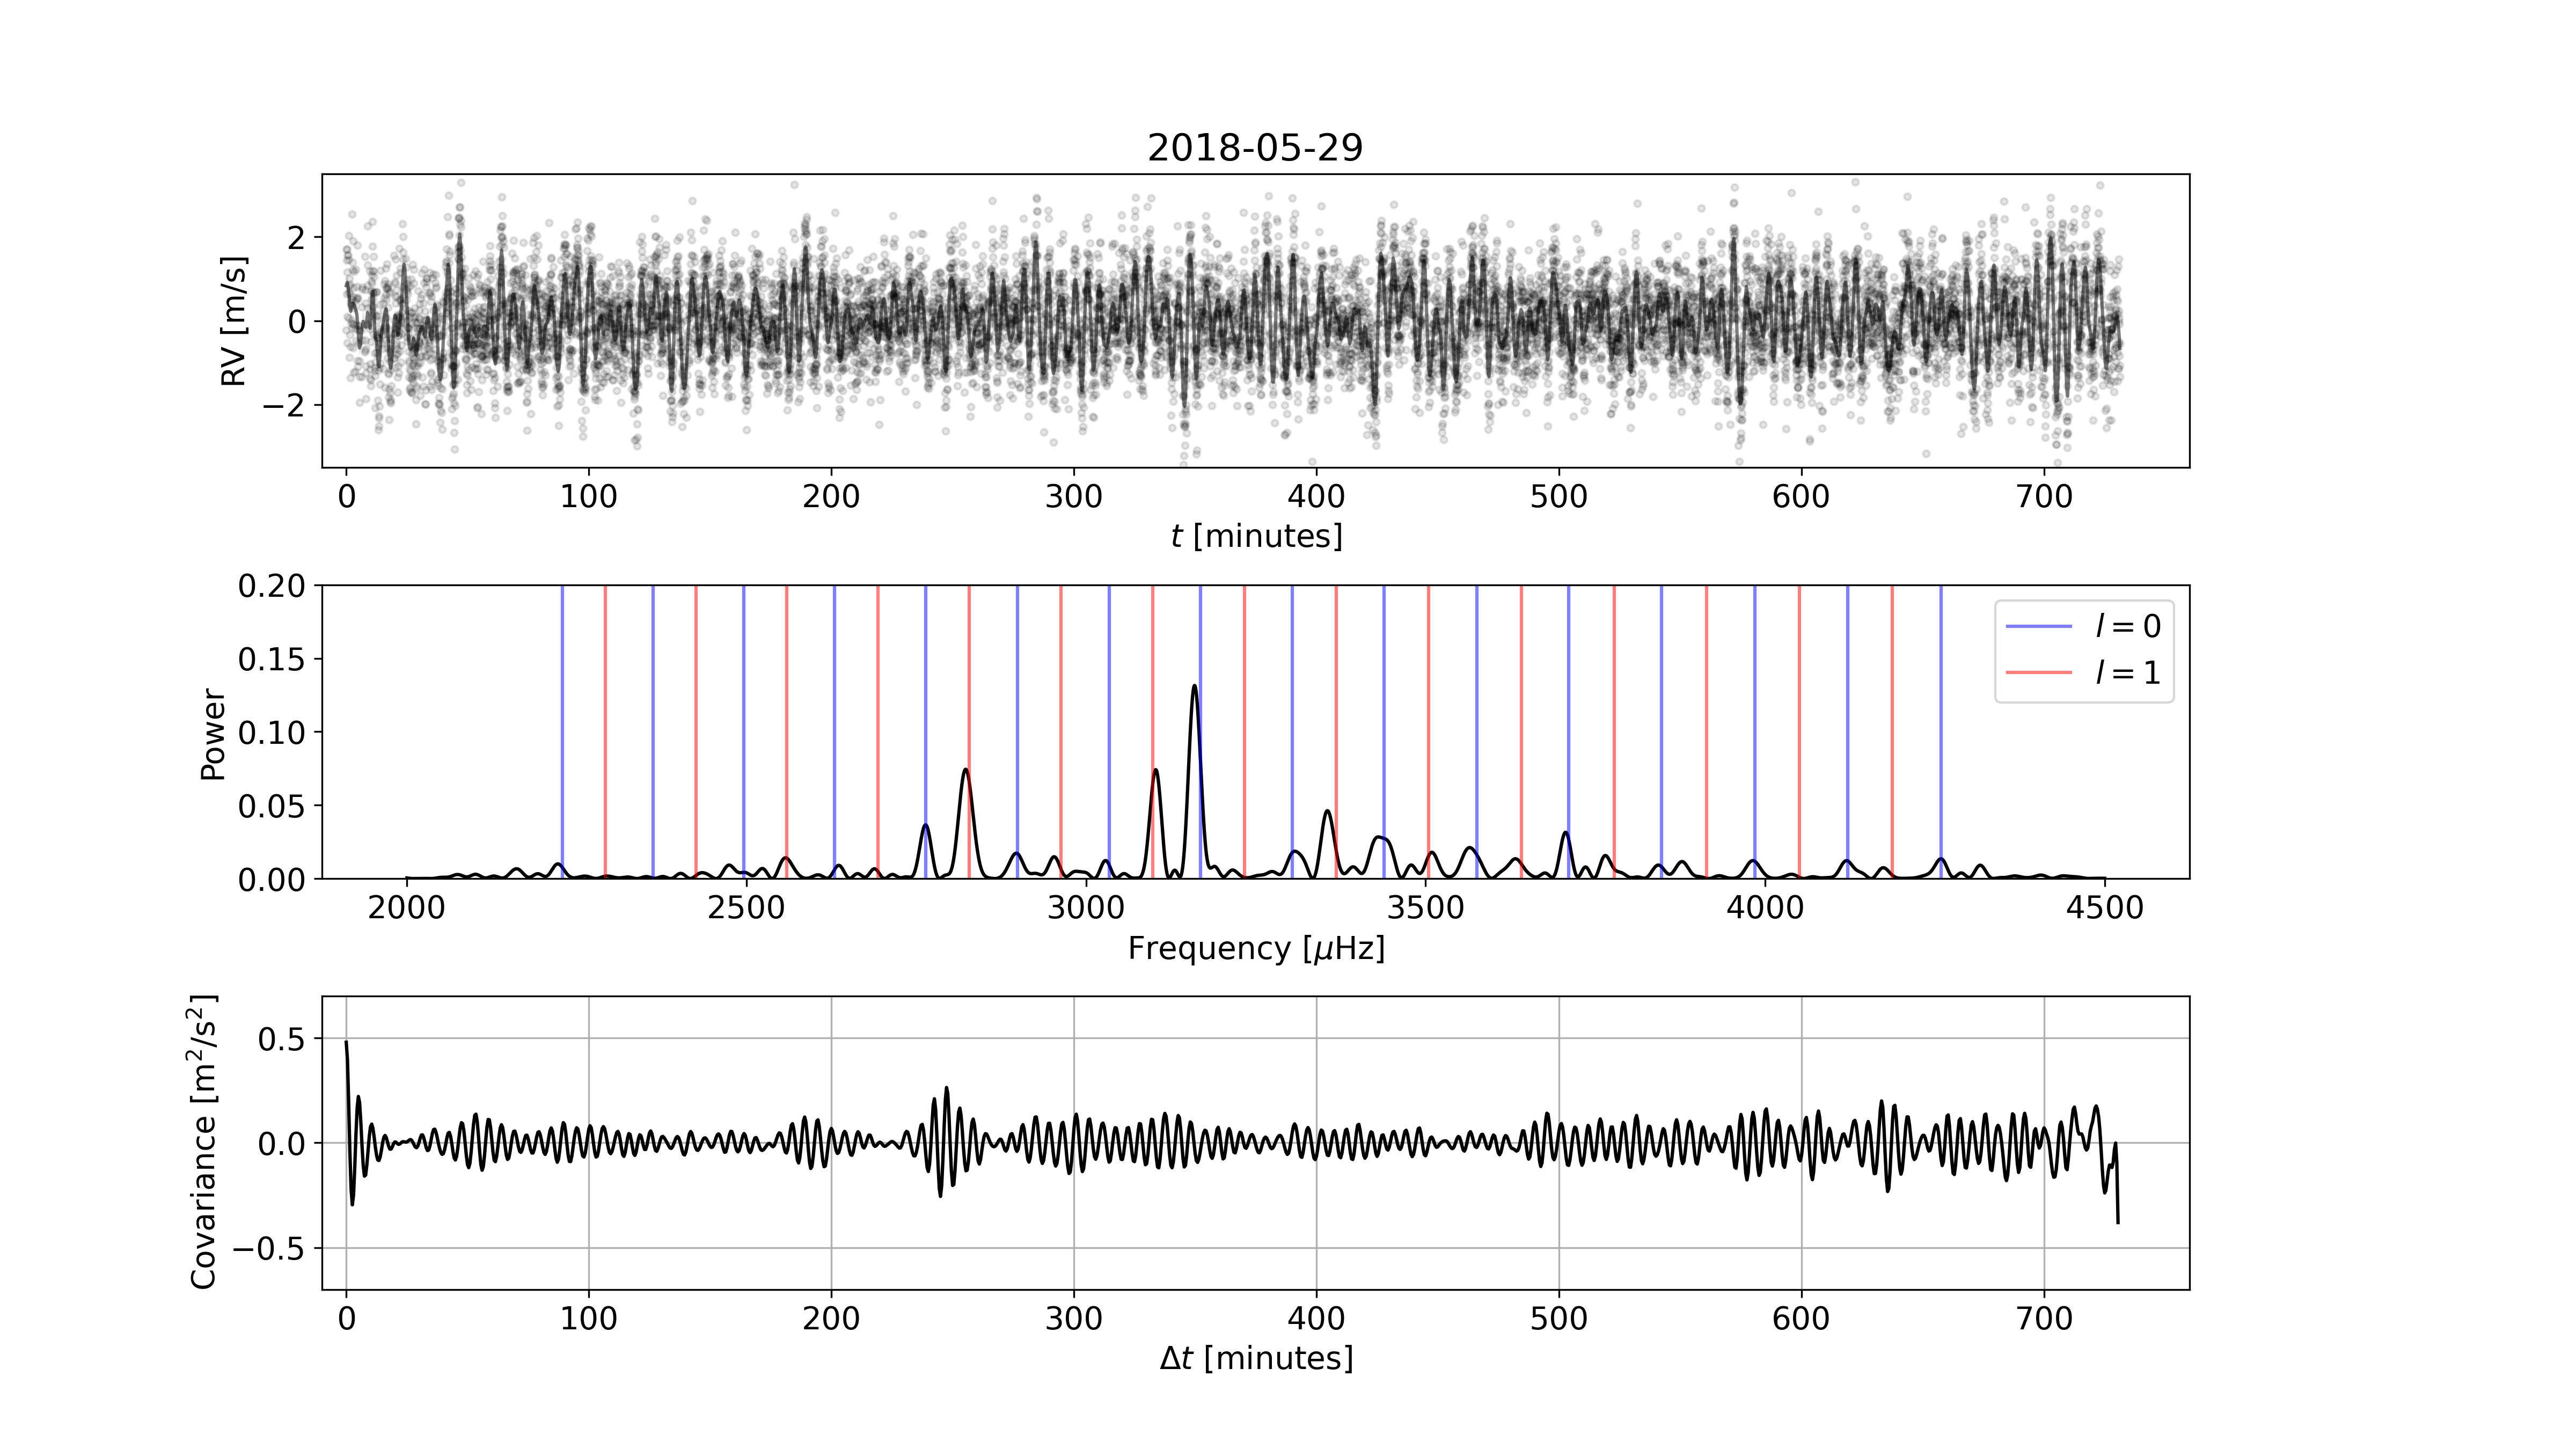 2018-05-29
RV [m/s]
2
0
−2
0 100 200 300 400 500 600 700
t [minutes]
Power
0.20
0.15
0.10
0.05
0.00
l = 0
l = 1
2000 2500 3000 3500 4000 4500
Frequency [μHz]
Covariance [m²/s²]
0.5
0.0
−0.5
0 100 200 300 400 500 600 700
Δt [minutes]